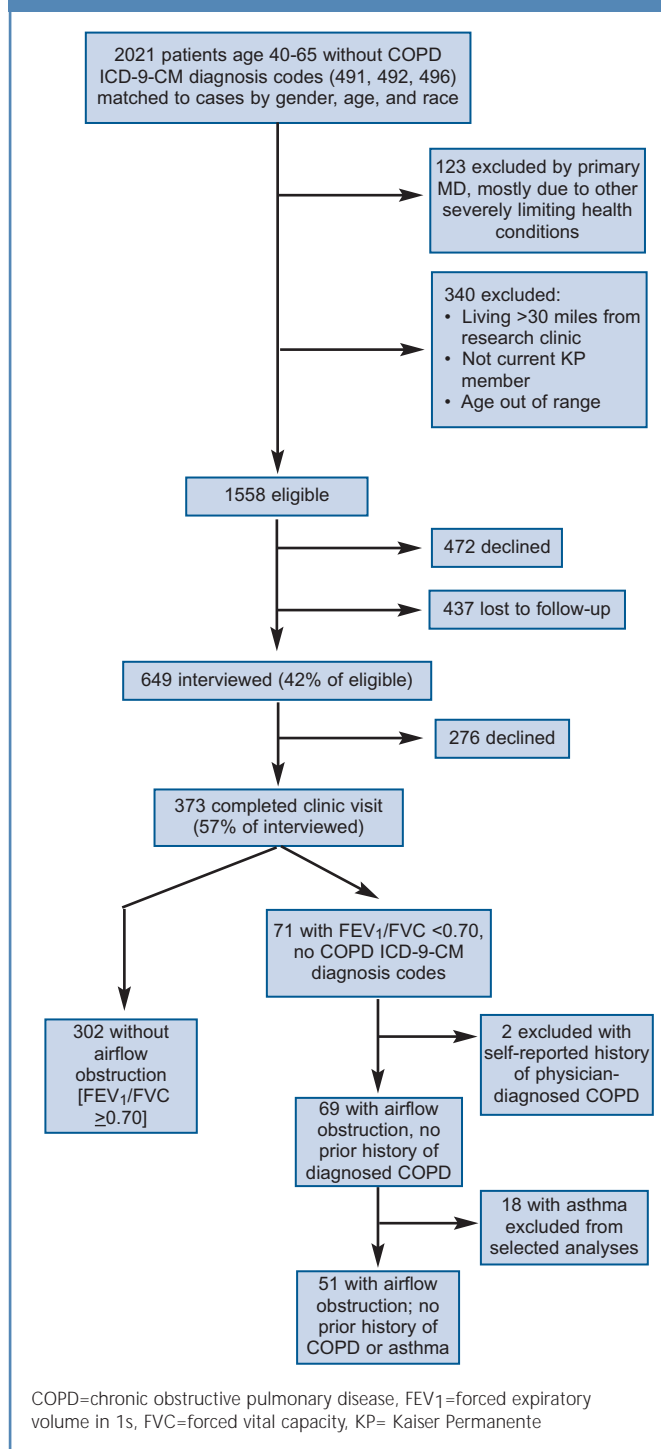 2021 patients age 40-65 without COPD
ICD-9-CM diagnosis codes (491, 492, 496)
matched to cases by gender, age, and race
123 excluded by primary
MD, mostly due to other
severely limiting health
conditions
340 excluded:
• Living >30 miles from
research clinic
• Not current KP
member
• Age out of range
1558 eligible
472 declined
437 lost to follow-up
649 interviewed (42% of eligible)
276 declined
373 completed clinic visit
(57% of interviewed)
71 with FEV1/FVC <0.70,
no COPD ICD-9-CM
diagnosis codes
302 without
airflow
obstruction
[FEV1/FVC
≥0.70]
2 excluded with
self-reported history
of physician-
diagnosed COPD
69 with airflow
obstruction, no
prior history of
diagnosed COPD
18 with asthma
excluded from
selected analyses
51 with airflow
obstruction; no
prior history of
COPD or asthma
COPD=chronic obstructive pulmonary disease, FEV1=forced expiratory
volume in 1s, FVC=forced vital capacity, KP= Kaiser Permanente